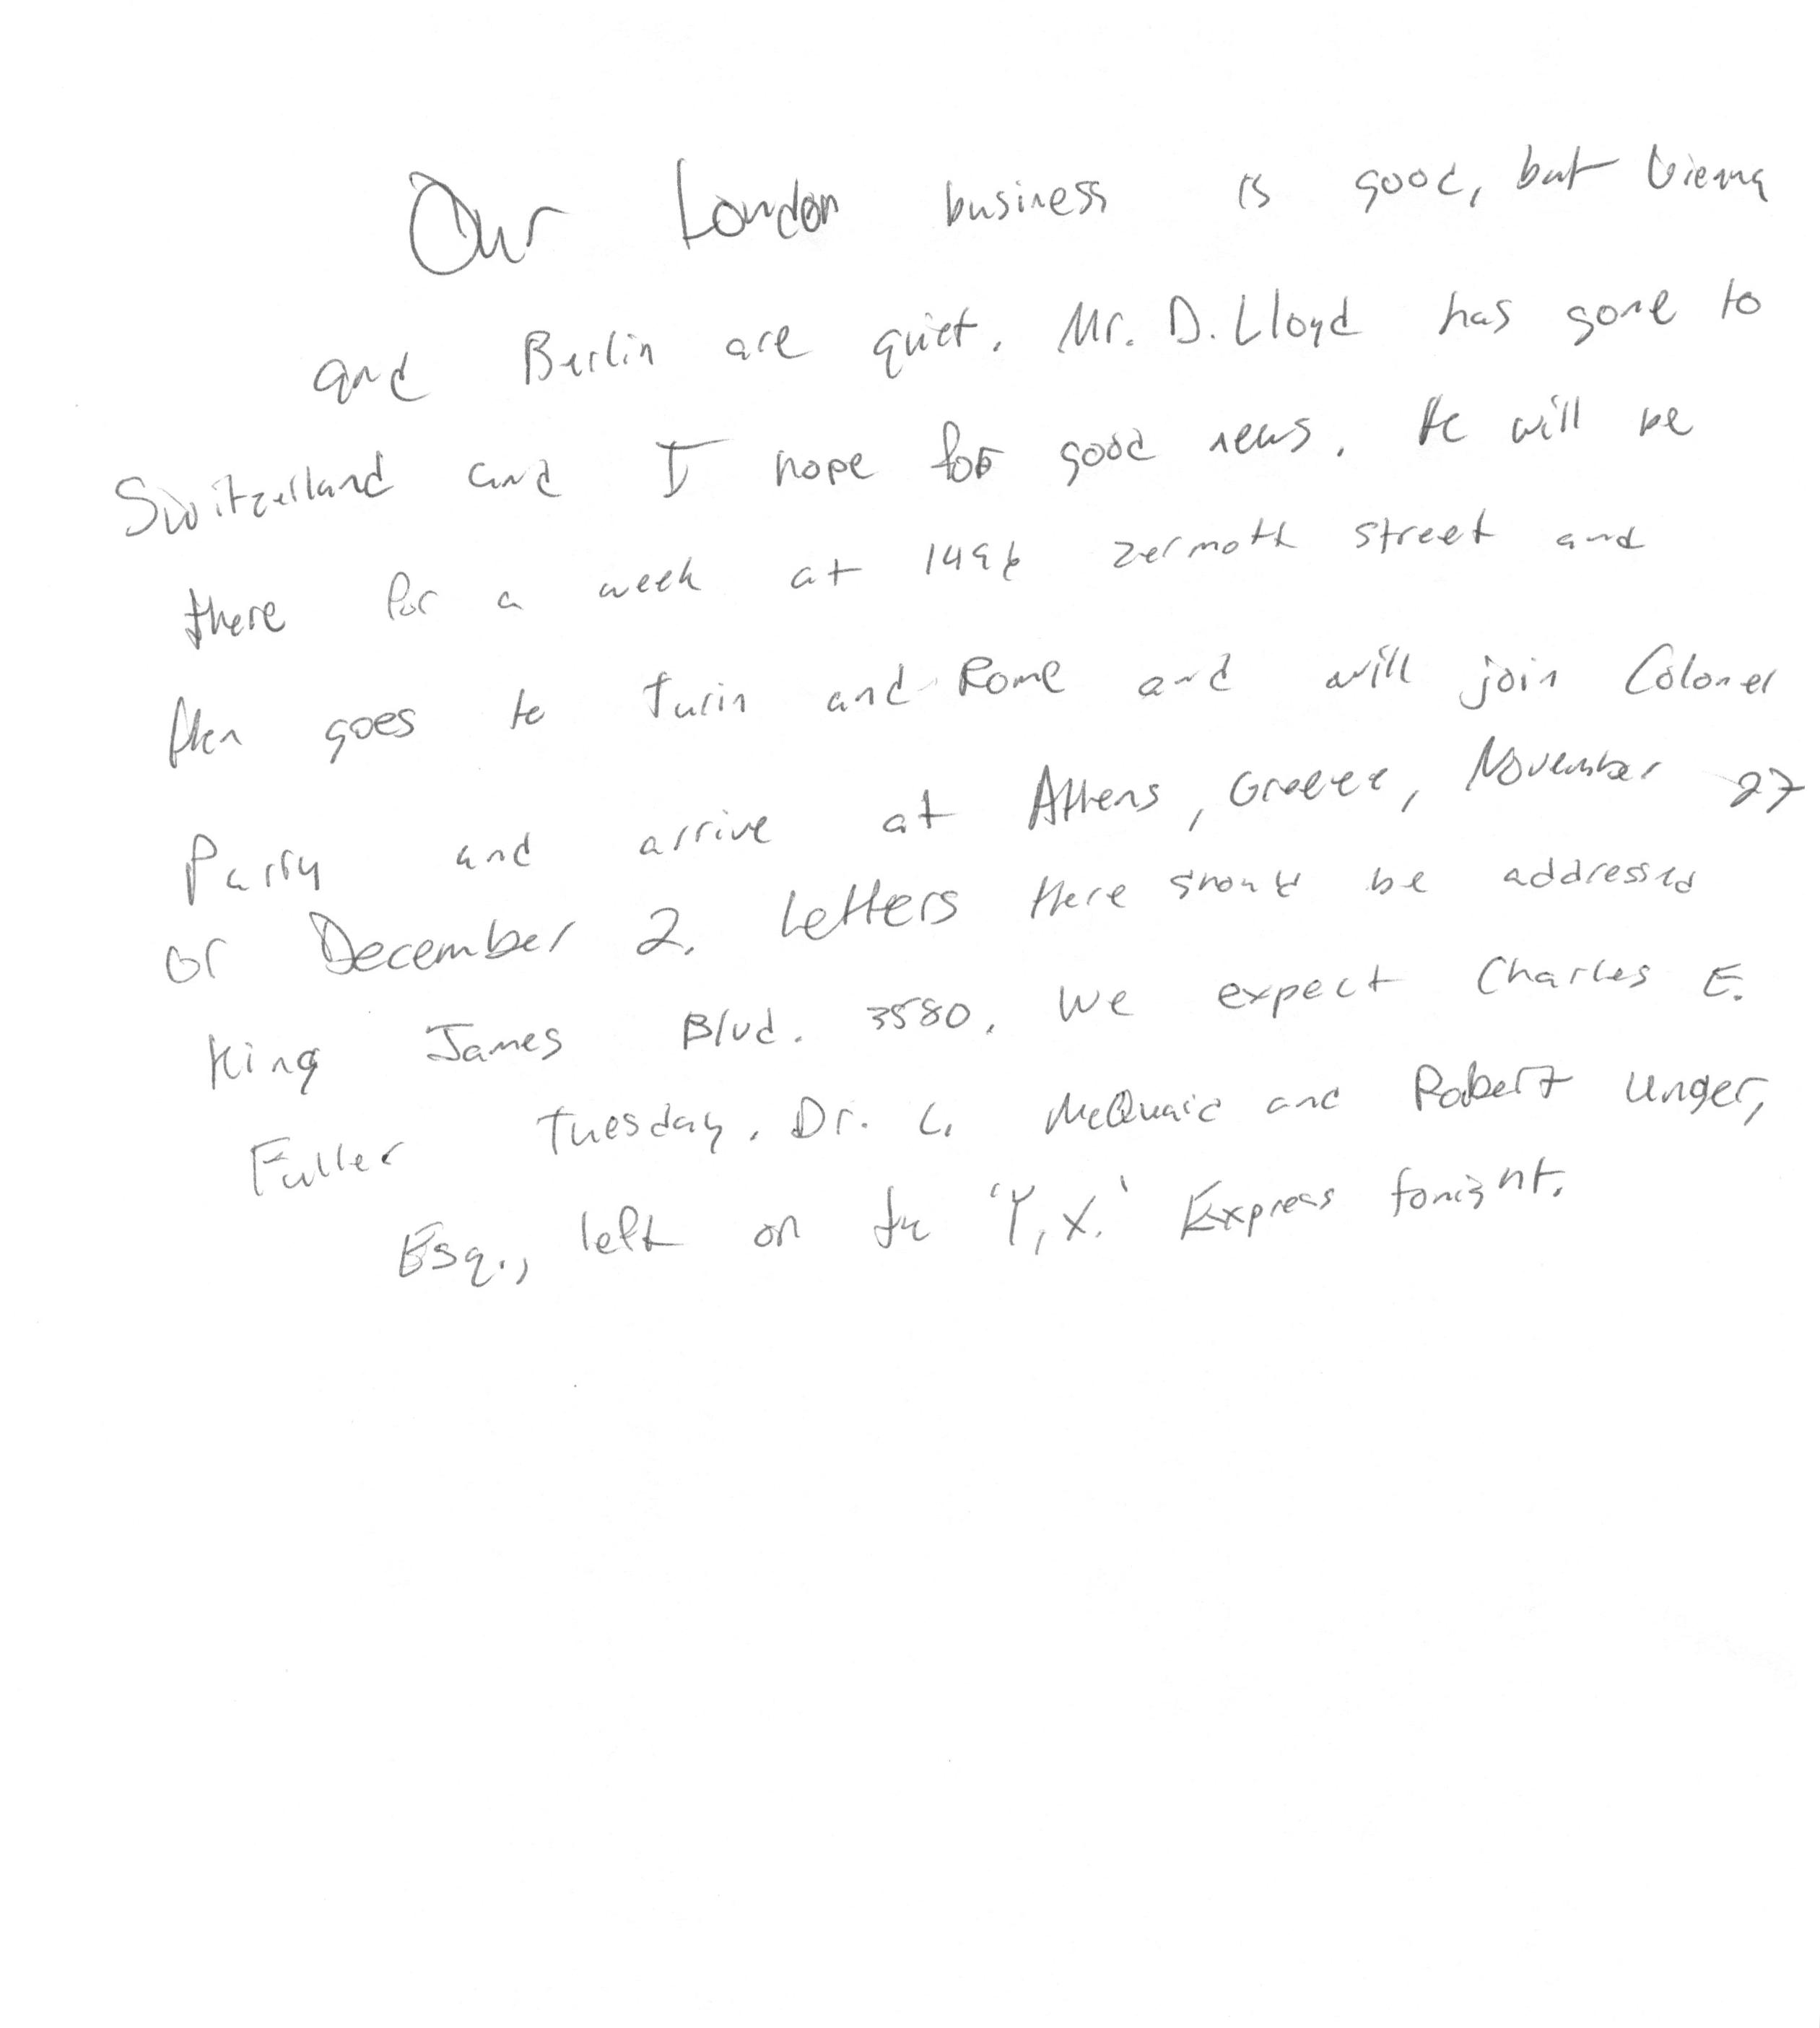 Our London business is good, but Vienna
and Berlin are quiet. Mr. D. Lloyd has gone to
Switzerland and I hope for good news. He will be
there for a week at 1496 zermott street and
then goes to turin and Rome and will join Colonel
Parry and arrive at Athens, Greece, November 27
or December 2. Letters there should be addressed
King James Blvd. 3580. We expect Charles E.
Fuller Tuesday. Dr. L. McQuaid and Robert Unger,
Esq., left on the 'Y, X.' Express tonight.